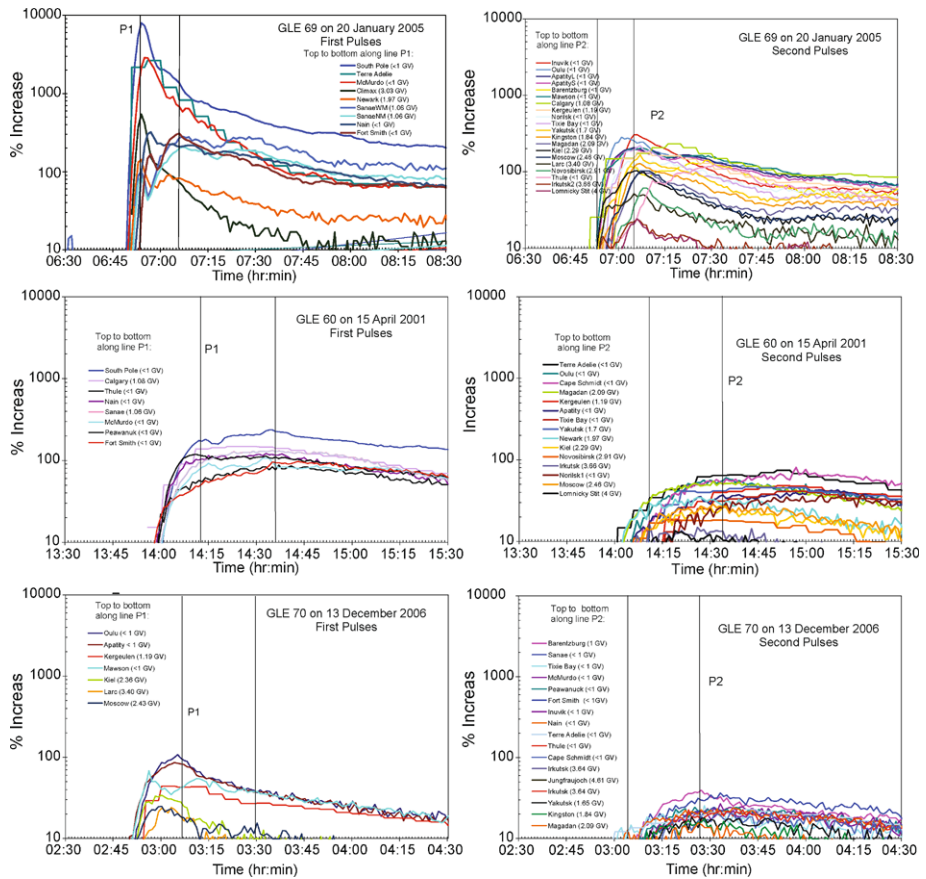 GLE 69 on 20 January 2005
First Pulses
P1
Top to bottom along line P1:
South Pole (<1 GV)
Terre Adelie
McMurdo (<1 GV)
Climax (3.03 GV)
Newark (1.97 GV)
SanaeWM (1.06 GV)
SanaeNM (1.06 GV)
Nain (<1 GV)
Fort Smith (<1 GV)
% Increase
10000
1000
100
10
06:30 06:45 07:00 07:15 07:30 07:45 08:00 08:15 08:30
Time (hr:min)
GLE 69 on 20 January 2005
Second Pulses
P2
Top to bottom
along line P2:
Inuvik (<1 GV)
Oulu (<1 GV)
ApatityL (<1 GV)
ApatityS (<1 GV)
Barentzburg (<1 GV)
Mawson (<1 GV)
Calgary (1.08 GV)
Kergeulen (1.19 GV)
Norilsk (<1 GV)
Tixie Bay (<1 GV)
Yakutsk (1.7 GV)
Kingston (1.84 GV)
Magadan (2.09 GV)
Kiel (2.29 GV)
Moscow (2.46 GV)
Larc (3.40 GV)
Novosibirsk (2.91 GV)
Thule (<1 GV)
Irkutsk2 (3.66 GV)
Lomnicky Stit (4 GV)
% Increase
10000
1000
100
10
06:30 06:45 07:00 07:15 07:30 07:45 08:00 08:15 08:30
Time (hr:min)
GLE 60 on 15 April 2001
First Pulses
P1
Top to bottom
along line P1:
South Pole (<1 GV)
Calgary (1.08 GV)
Thule (<1 GV)
Nain (<1 GV)
Sanae (1.06 GV)
McMurdo (<1 GV)
Peawanuk (<1 GV)
Fort Smith (<1 GV)
% Increase
10000
1000
100
10
13:30 13:45 14:00 14:15 14:30 14:45 15:00 15:15 15:30
Time (hr:min)
GLE 60 on 15 April 2001
Second Pulses
P2
Top to bottom
along line P2
Terre Adelie (<1 GV)
Oulu (<1 GV)
Cape Schmidt (<1 GV)
Magadan (2.09 GV)
Kergeulen (1.19 GV)
Apatity (<1 GV)
Tixie Bay (<1 GV)
Yakutsk (1.7 GV)
Newark (1.97 GV)
Kiel (2.29 GV)
Novosibirsk (2.91 GV)
Irkutsk (3.66 GV)
Norilsk1 (<1 GV)
Moscow (2.46 GV)
Lomnicky Stit (4 GV)
Increas
10000
1000
100
10
13:30 13:45 14:00 14:15 14:30 14:45 15:00 15:15 15:30
Time (hr:min)
GLE 70 on 13 December 2006
First Pulses
P1
Top to bottom
along line P1:
Oulu (< 1 GV)
Apatity < 1 GV)
Kergeulen (1.19 GV)
Mawson (<1 GV)
Kiel (2.36 GV)
Larc (3.40 GV)
Moscow (2.43 GV)
% Increas
10000
1000
100
10
02:30 02:45 03:00 03:15 03:30 03:45 04:00 04:15 04:30
Time (hr:min)
GLE 70 on 13 December 2006
Second Pulses
P2
Top to bottom
along line P2:
Barentzburg (1 GV)
Sanae (< 1 GV)
Tixie Bay (< 1 GV)
McMurdo (< 1 GV)
Peawanuck (<1 GV)
Fort Smith (< 1GV)
Inuvik (< 1 GV)
Nain (<1 GV)
Terre Adelie (<1 GV)
Thule (<1 GV)
Cape Schmidt (<1 GV)
Irkutsk (3.64 GV)
Jungfraujoch (4.61 GV)
Irkutsk (3.64 GV)
Yakutsk (1.65 GV)
Kingston (1.84 GV)
Magadan (2.09 GV)
% Increas
10000
1000
100
10
02:30 02:45 03:00 03:15 03:30 03:45 04:00 04:15 04:30
Time (hr:min)